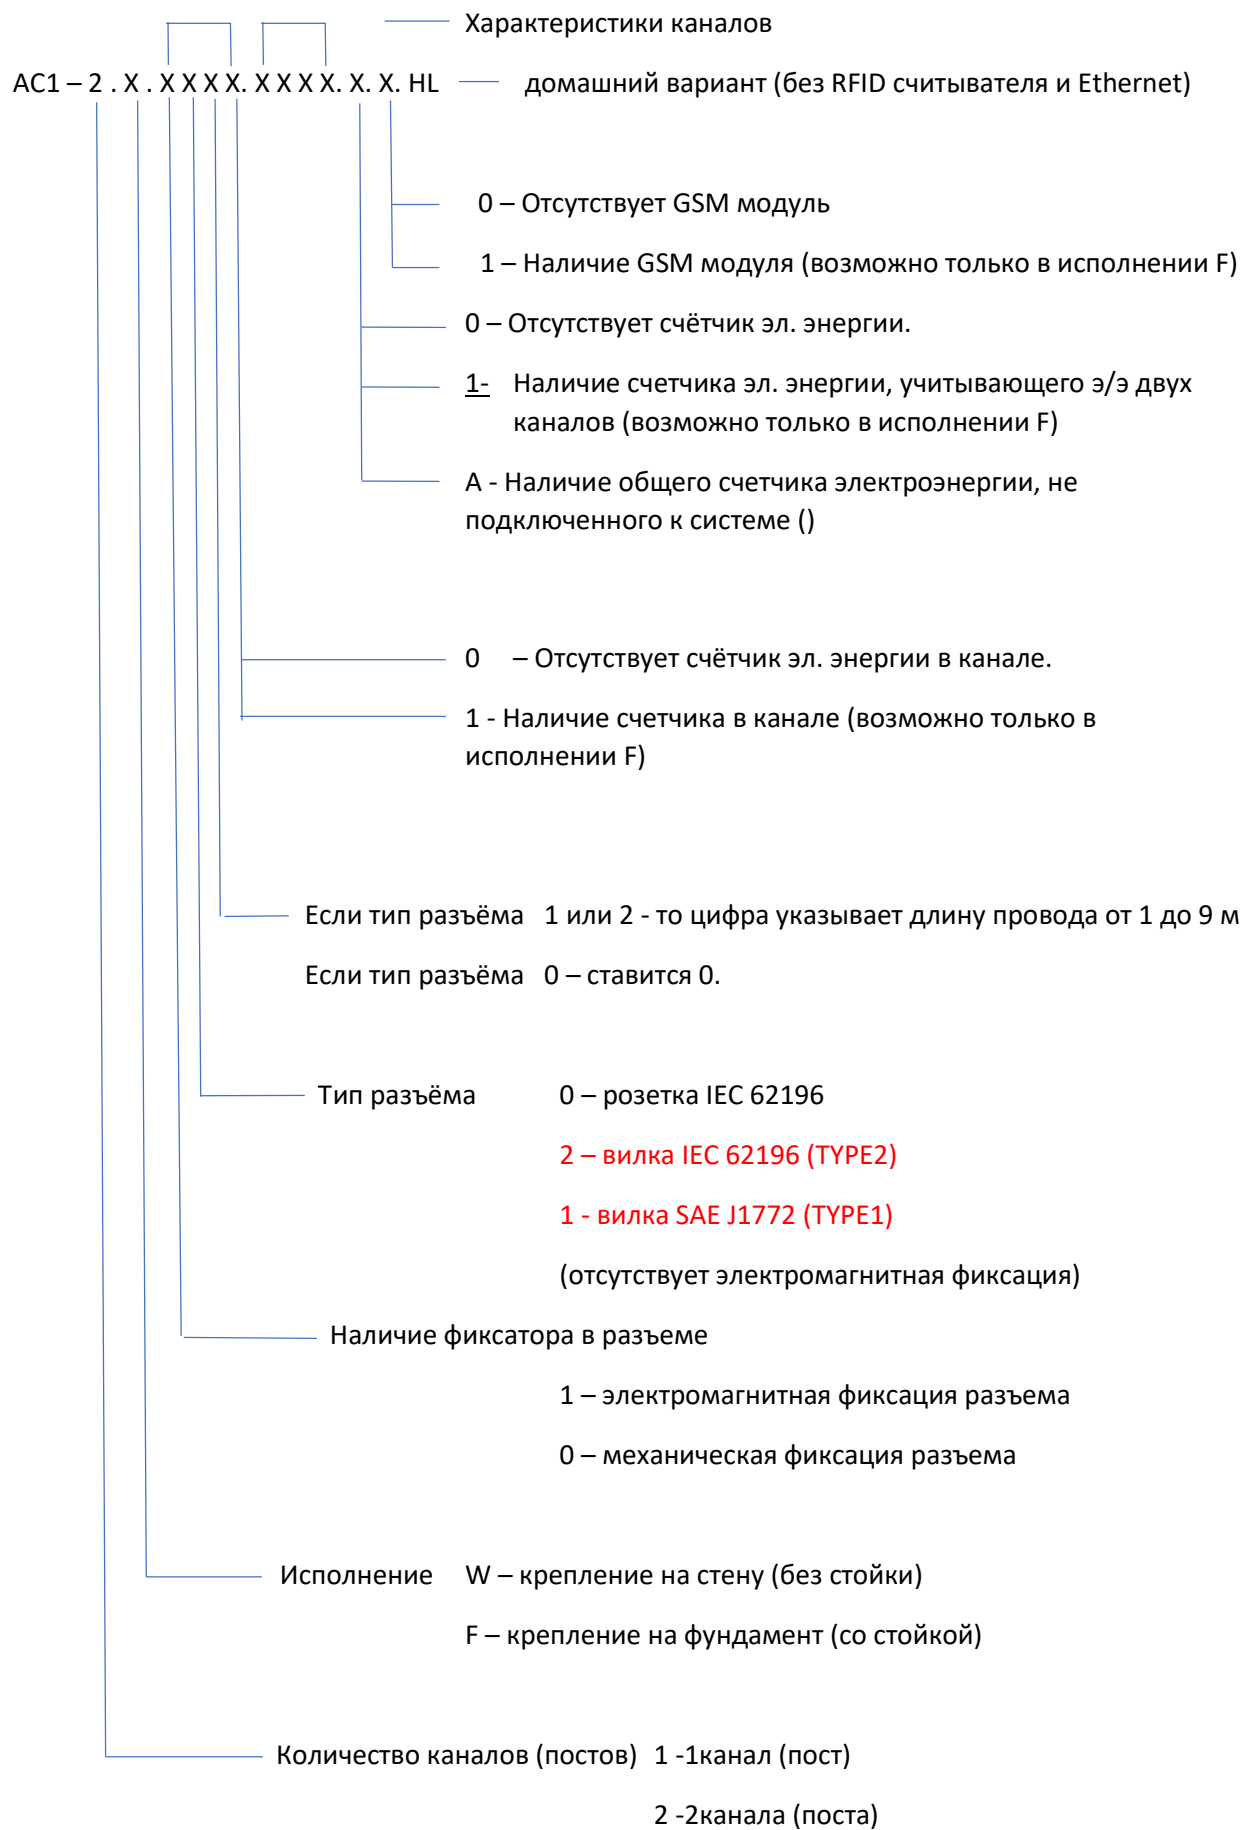 Характеристики каналов
АС1 – 2 . Х . Х Х Х Х. Х Х Х Х. Х. Х. HL домашний вариант (без RFID считывателя и Ethernet)
0 – Отсутствует GSM модуль
1 – Наличие GSM модуля (возможно только в исполнении F)
0 – Отсутствует счётчик эл. энергии.
1- Наличие счетчика эл. энергии, учитывающего э/э двух
каналов (возможно только в исполнении F)
А - Наличие общего счетчика электроэнергии, не
подключенного к системе ()
0 – Отсутствует счётчик эл. энергии в канале.
1 - Наличие счетчика в канале (возможно только в
исполнении F)
Если тип разъёма 1 или 2 - то цифра указывает длину провода от 1 до 9 м
Если тип разъёма 0 – ставится 0.
Тип разъёма 0 – розетка IEC 62196
2 – вилка IEC 62196 (TYPE2)
1 - вилка SAE J1772 (TYPE1)
(отсутствует электромагнитная фиксация)
Наличие фиксатора в разъеме
1 – электромагнитная фиксация разъема
0 – механическая фиксация разъема
Исполнение W – крепление на стену (без стойки)
F – крепление на фундамент (со стойкой)
Количество каналов (постов) 1 -1канал (пост)
2 -2канала (поста)